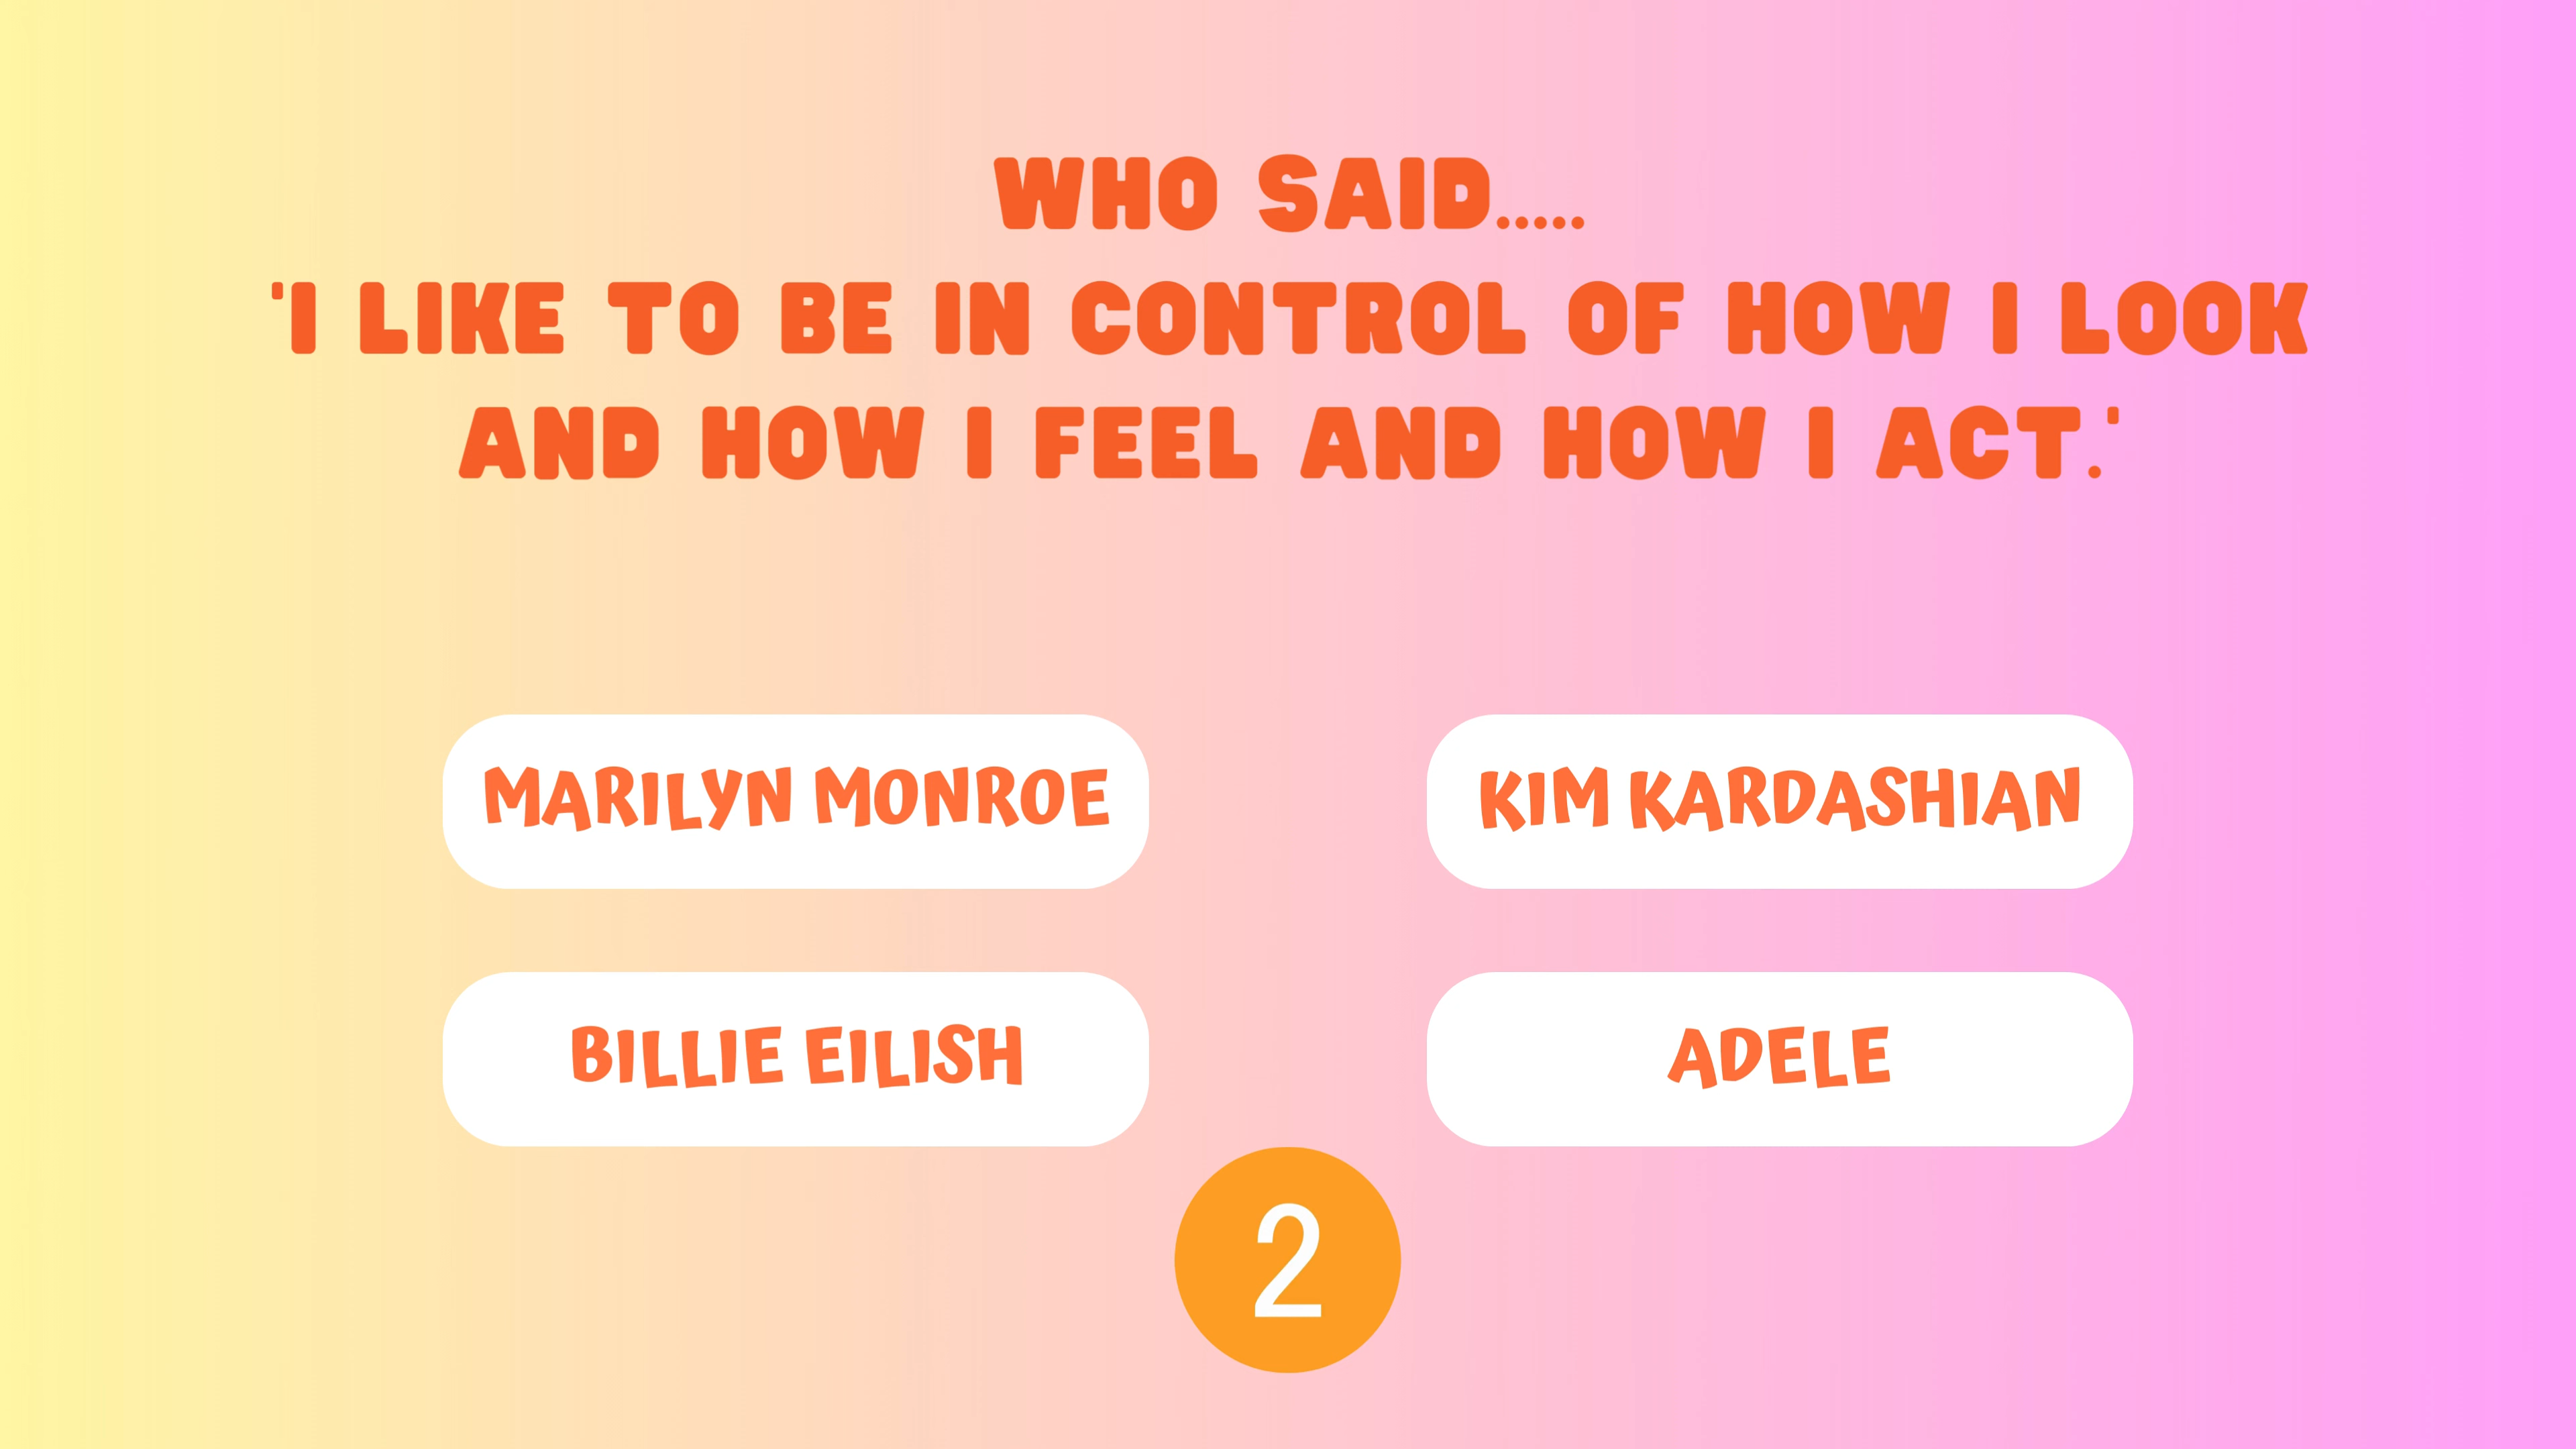 WHO SAID.....
'I LIKE TO BE IN CONTROL OF HOW I LOOK
AND HOW I FEEL AND HOW I ACT.'
MARILYN MONROE
KIM KARDASHIAN
BILLIE EILISH
ADELE
2